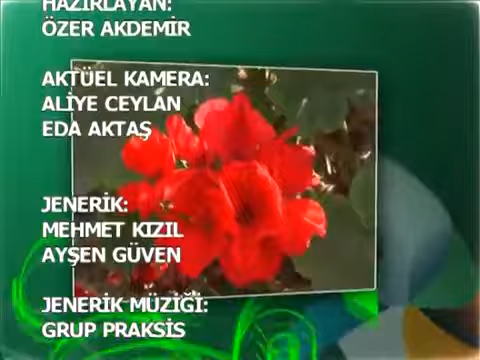 HAZIRLAYAN:
ÖZER AKDEMİR
AKTÜEL KAMERA:
ALİYE CEYLAN
EDA AKTAŞ
JENERİK:
MEHMET KIZIL
AYŞEN GÜVEN
JENERİK MÜZİĞİ:
GRUP PRAKSİS